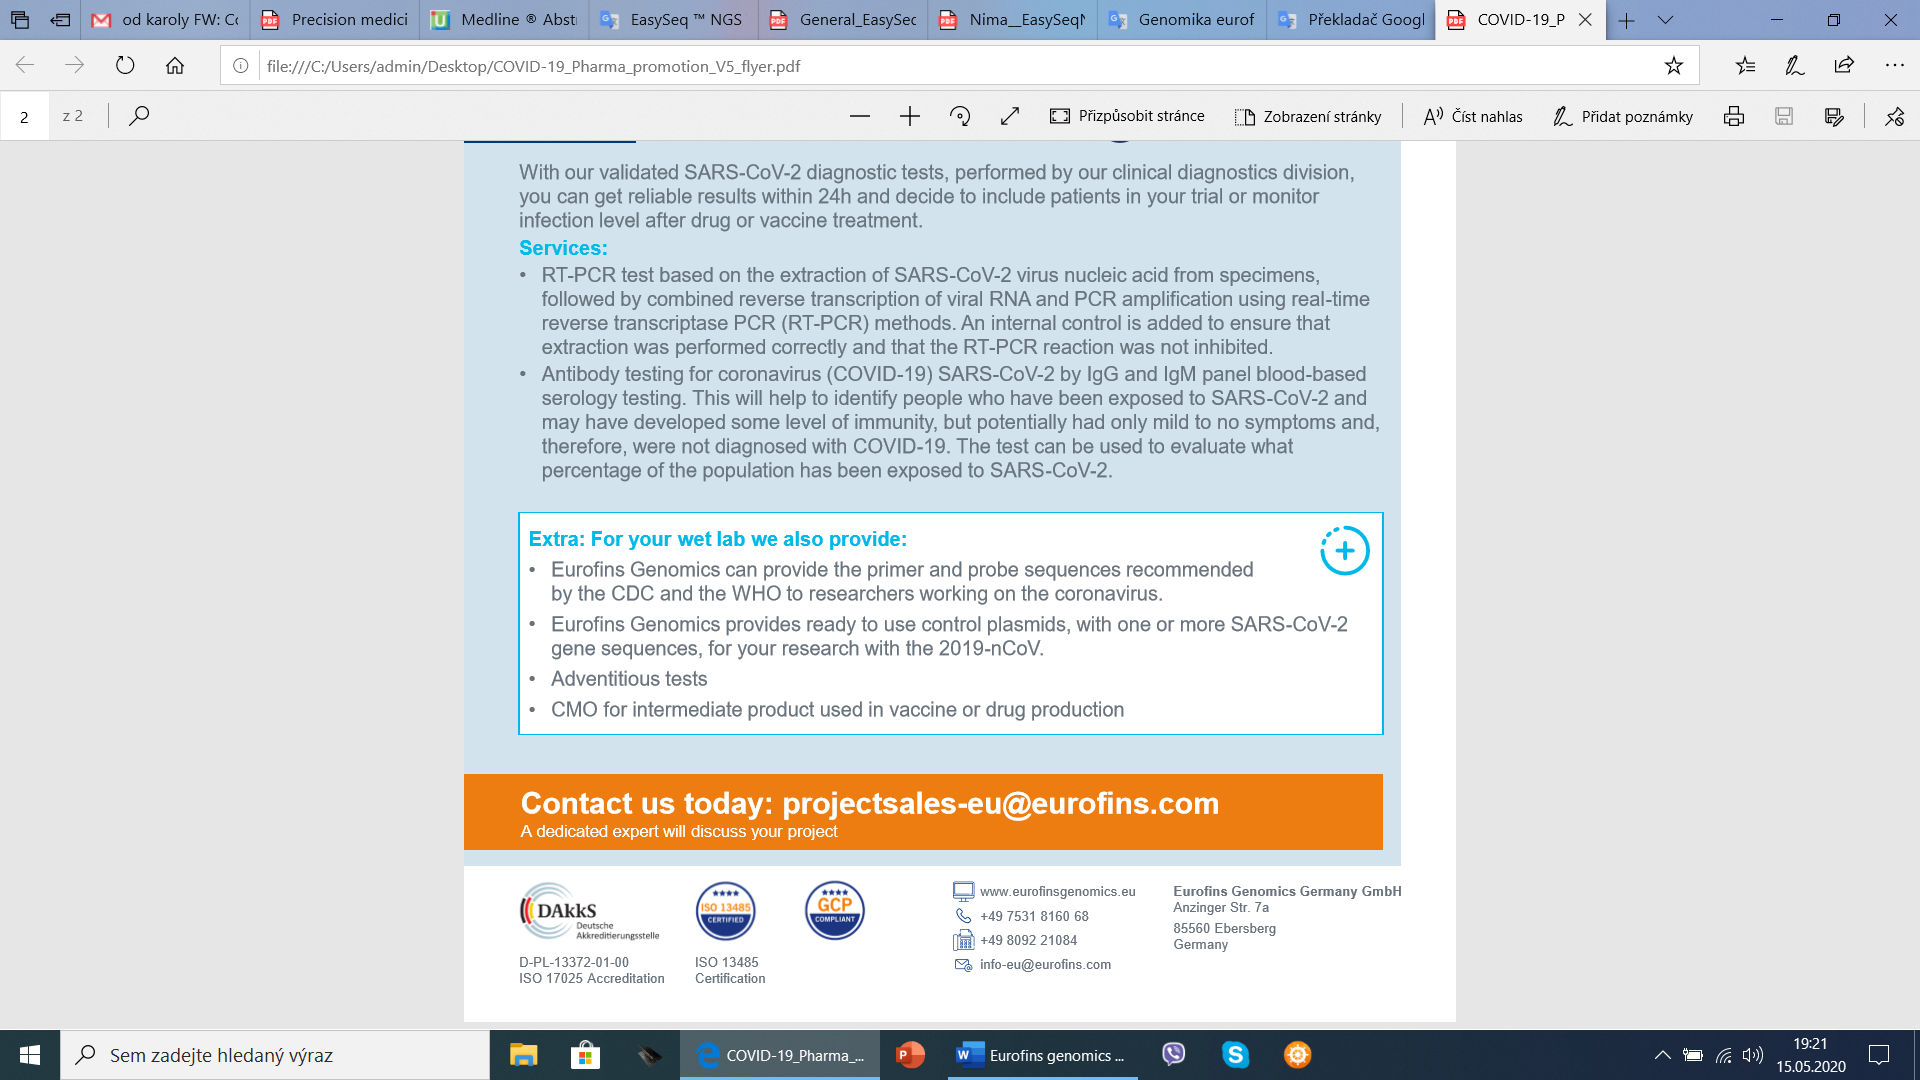 od karoly FW: Co
Precision medici
Medline ® Abst
EasySeq ™ NGS
General_EasySec
Nima__EasySeqN
Genomika eurof
Překladač Googl
COVID-19_P
file:///C:/Users/admin/Desktop/COVID-19_Pharma_promotion_V5_flyer.pdf
2 z 2
Přizpůsobit stránce
Zobrazení stránky
Číst nahlas
Přidat poznámky
With our validated SARS-CoV-2 diagnostic tests, performed by our clinical diagnostics division,
you can get reliable results within 24h and decide to include patients in your trial or monitor
infection level after drug or vaccine treatment.
Services:
• RT-PCR test based on the extraction of SARS-CoV-2 virus nucleic acid from specimens,
followed by combined reverse transcription of viral RNA and PCR amplification using real-time
reverse transcriptase PCR (RT-PCR) methods. An internal control is added to ensure that
extraction was performed correctly and that the RT-PCR reaction was not inhibited.
• Antibody testing for coronavirus (COVID-19) SARS-CoV-2 by IgG and IgM panel blood-based
serology testing. This will help to identify people who have been exposed to SARS-CoV-2 and
may have developed some level of immunity, but potentially had only mild to no symptoms and,
therefore, were not diagnosed with COVID-19. The test can be used to evaluate what
percentage of the population has been exposed to SARS-CoV-2.
Extra: For your wet lab we also provide:
• Eurofins Genomics can provide the primer and probe sequences recommended
by the CDC and the WHO to researchers working on the coronavirus.
• Eurofins Genomics provides ready to use control plasmids, with one or more SARS-CoV-2
gene sequences, for your research with the 2019-nCoV.
• Adventitious tests
• CMO for intermediate product used in vaccine or drug production
Contact us today: projectsales-eu@eurofins.com
A dedicated expert will discuss your project
DAkkS
Deutsche
Akkreditierungsstelle
D-PL-13372-01-00
ISO 17025 Accreditation
ISO 13485
CERTIFIED
ISO 13485
Certification
GCP
COMPLIANT
www.eurofinsgenomics.eu
+49 7531 8160 68
+49 8092 21084
info-eu@eurofins.com
Eurofins Genomics Germany GmbH
Anzinger Str. 7a
85560 Ebersberg
Germany
Sem zadejte hledaný výraz
COVID-19_Pharma_...
Eurofins genomics ...
19:21
15.05.2020